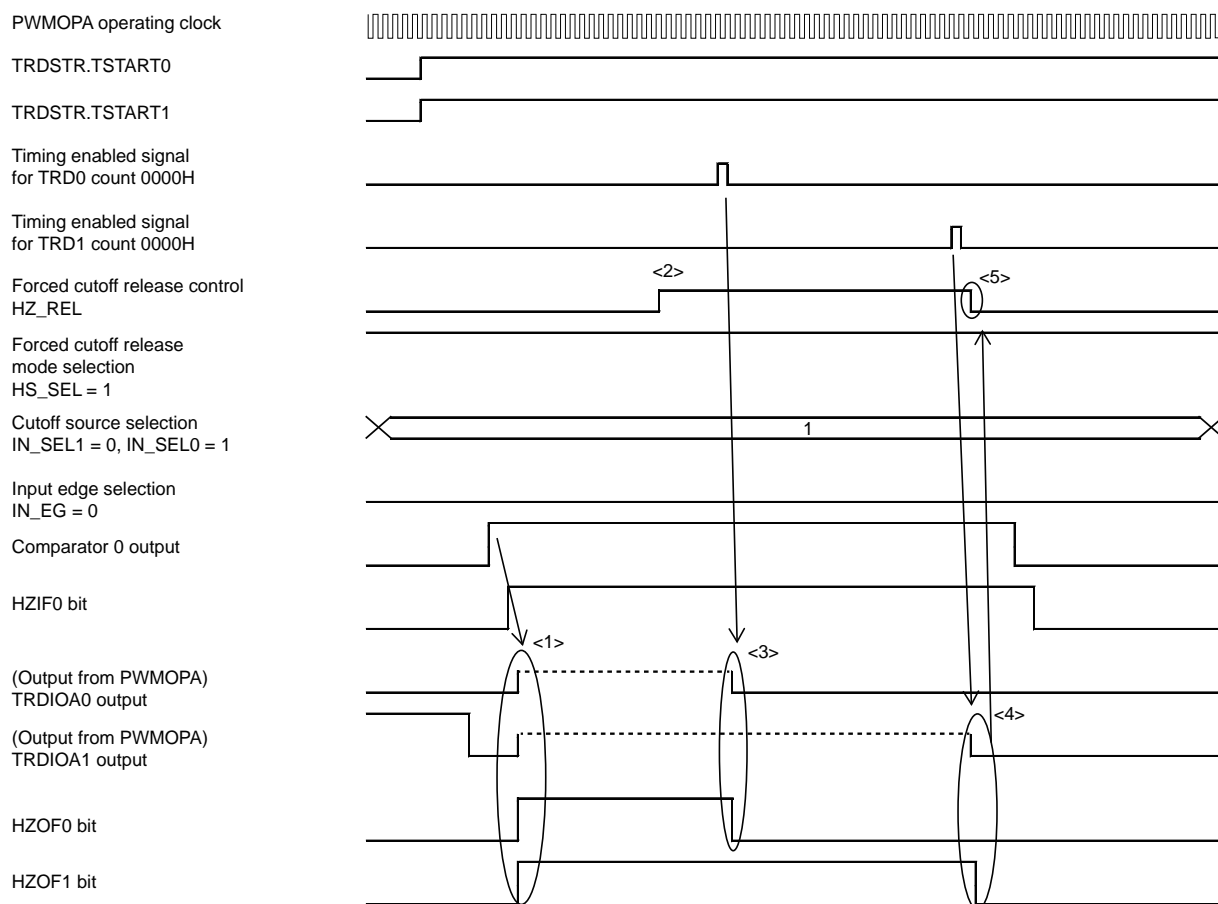 PWMOPA operating clock
TRDSTR.TSTART0
TRDSTR.TSTART1
Timing enabled signal
for TRD0 count 0000H
Timing enabled signal
for TRD1 count 0000H
Forced cutoff release control
HZ_REL
<2>
<5>
Forced cutoff release
mode selection
HS_SEL = 1
Cutoff source selection
IN_SEL1 = 0, IN_SEL0 = 1
1
Input edge selection
IN_EG = 0
Comparator 0 output
HZIF0 bit
<1>
<3>
(Output from PWMOPA)
TRDIOA0 output
<4>
(Output from PWMOPA)
TRDIOA1 output
HZOF0 bit
HZOF1 bit